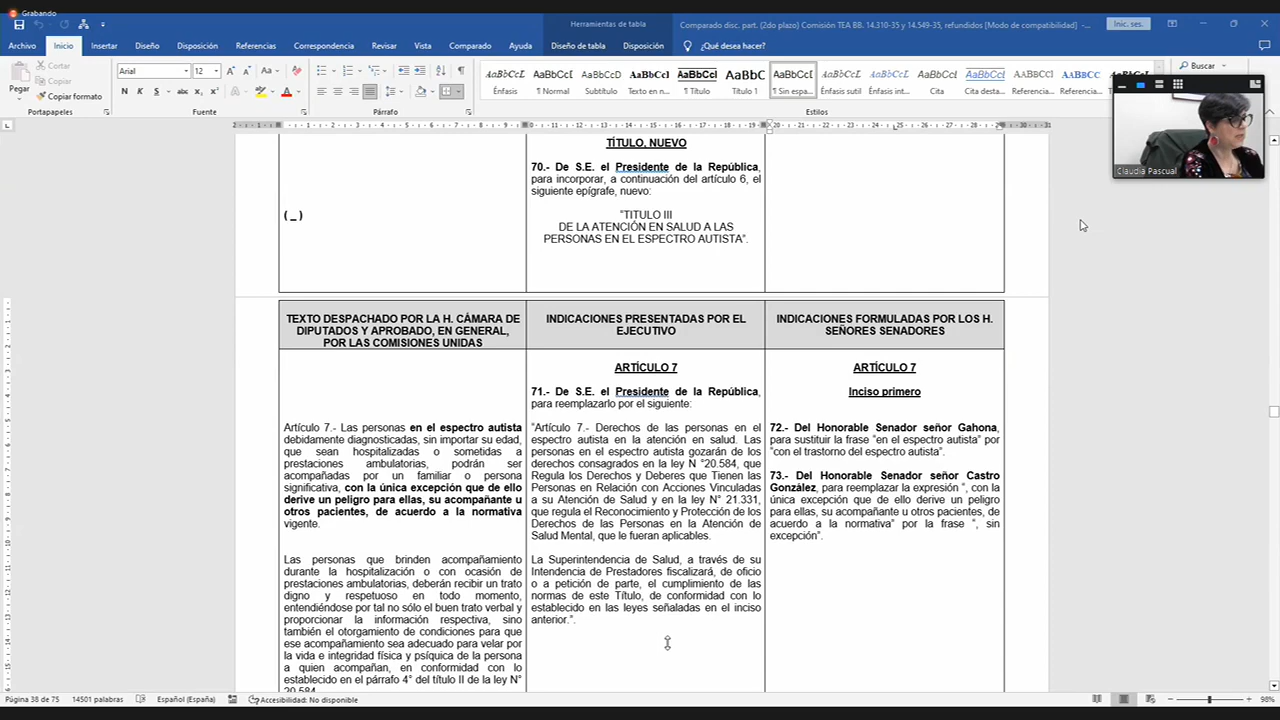 Grabando
Herramientas de tabla
Comparado disc. part. (2do plazo) Comisión TEA BB. 14.310-35 y 14.549-35, refundidos [Modo de compatibilidad] -...
Inic. ses.
Archivo Inicio Insertar Diseño Disposición Referencias Correspondencia Revisar Vista Comparado Ayuda Diseño de tabla Disposición ¿Qué desea hacer?
Pegar
Cortar
Copiar
Copiar formato
Arial 12
N K S abc
AaBbCcL AaBbCcI AaBbCcD AaBbCcI AaBbCcI AaBbC AaBbCcI AaBbCcL AaBbCcL AaBbCcD AaBbCcD AABBCCD AABBCC
Énfasis ¶ Normal Subtítulo Texto en n... ¶ Título Título 1 ¶ Sin espa... Énfasis sutil Énfasis int... Cita Cita desta... Referencia... Referencia...
Buscar
Portapapeles Fuente Párrafo Estilos
Claudia Pascual
TÍTULO, NUEVO
70.- De S.E. el Presidente de la República,
para incorporar, a continuación del artículo 6, el
siguiente epígrafe, nuevo:
(_)
"TITULO III
DE LA ATENCIÓN EN SALUD A LAS
PERSONAS EN EL ESPECTRO AUTISTA".
TEXTO DESPACHADO POR LA H. CÁMARA DE
DIPUTADOS Y APROBADO, EN GENERAL,
POR LAS COMISIONES UNIDAS
INDICACIONES PRESENTADAS POR EL
EJECUTIVO
INDICACIONES FORMULADAS POR LOS H.
SEÑORES SENADORES
Artículo 7.- Las personas en el espectro autista
debidamente diagnosticadas, sin importar su edad,
que sean hospitalizadas o sometidas a
prestaciones ambulatorias, podrán ser
acompañadas por un familiar o persona
significativa, con la única excepción que de ello
derive un peligro para ellas, su acompañante u
otros pacientes, de acuerdo a la normativa
vigente.
Las personas que brinden acompañamiento
durante la hospitalización o con ocasión de
prestaciones ambulatorias, deberán recibir un trato
digno y respetuoso en todo momento,
entendiéndose por tal no sólo el buen trato verbal y
proporcionar la información respectiva, sino
también el otorgamiento de condiciones para que
ese acompañamiento sea adecuado para velar por
la vida e integridad física y psíquica de la persona
a quien acompañan, en conformidad con lo
establecido en el párrafo 4° del título II de la ley N°
20.584
ARTÍCULO 7
71.- De S.E. el Presidente de la República,
para reemplazarlo por el siguiente:
"Artículo 7.- Derechos de las personas en el
espectro autista en la atención en salud. Las
personas en el espectro autista gozarán de los
derechos consagrados en la ley N °20.584, que
Regula los Derechos y Deberes que Tienen las
Personas en Relación con Acciones Vinculadas
a su Atención de Salud y en la ley N° 21.331,
que regula el Reconocimiento y Protección de los
Derechos de las Personas en la Atención de
Salud Mental, que le fueran aplicables.
La Superintendencia de Salud, a través de su
Intendencia de Prestadores fiscalizará, de oficio
o a petición de parte, el cumplimiento de las
normas de este Título, de conformidad con lo
establecido en las leyes señaladas en el inciso
anterior.".
ARTÍCULO 7
Inciso primero
72.- Del Honorable Senador señor Gahona,
para sustituir la frase "en el espectro autista" por
"con el trastorno del espectro autista".
73.- Del Honorable Senador señor Castro
González, para reemplazar la expresión ", con la
única excepción que de ello derive un peligro
para ellas, su acompañante u otros pacientes, de
acuerdo a la normativa" por la frase ", sin
excepción".
Página 38 de 75 14501 palabras Español (España) Accesibilidad: No disponible 98%